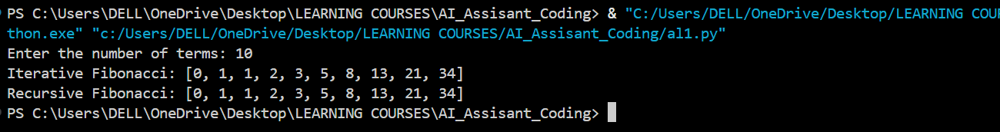 PS C:\Users\DELL\OneDrive\Desktop\LEARNING COURSES\AI_Assisant_Coding> & "C:/Users/DELL/OneDrive/Desktop/LEARNING COU
thon.exe" "c:/Users/DELL/OneDrive/Desktop/LEARNING COURSES/AI_Assisant_Coding/al1.py"
Enter the number of terms: 10
Iterative Fibonacci: [0, 1, 1, 2, 3, 5, 8, 13, 21, 34]
Recursive Fibonacci: [0, 1, 1, 2, 3, 5, 8, 13, 21, 34]
PS C:\Users\DELL\OneDrive\Desktop\LEARNING COURSES\AI_Assisant_Coding>